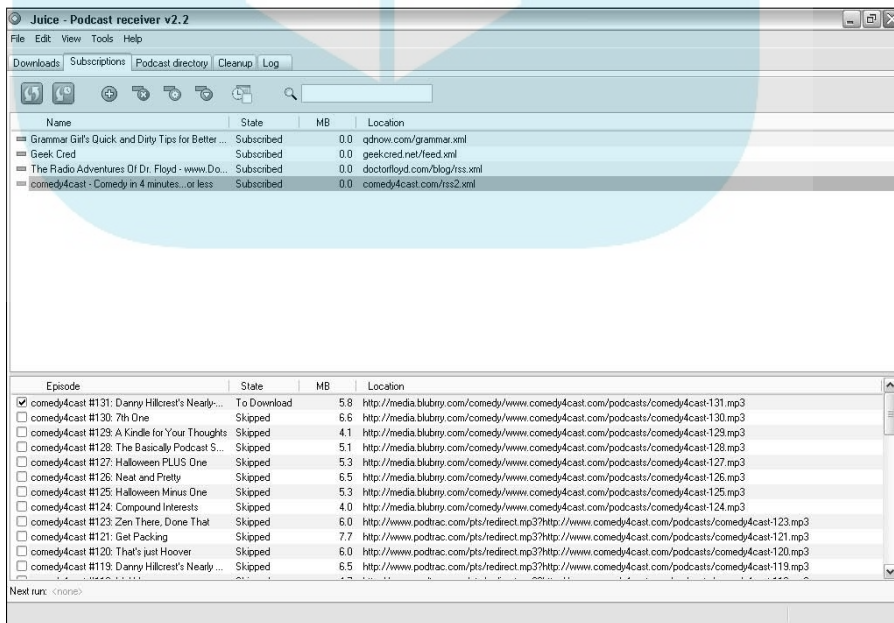 Juice - Podcast receiver v2.2
File Edit View Tools Help
Downloads Subscriptions Podcast directory Cleanup Log
Name State MB Location
Grammar Girl's Quick and Dirty Tips for Better ... Subscribed 0.0 qdnow.com/grammar.xml
Geek Cred Subscribed 0.0 geekcred.net/feed.xml
The Radio Adventures Of Dr. Floyd - www.Do... Subscribed 0.0 doctorfloyd.com/blog/rss.xml
comedy4cast - Comedy in 4 minutes...or less Subscribed 0.0 comedy4cast.com/rss2.xml
Episode State MB Location
comedy4cast #131: Danny Hillcrest's Nearly-... To Download 5.8 http://media.blubrry.com/comedy/www.comedy4cast.com/podcasts/comedy4cast-131.mp3
comedy4cast #130: 7th One Skipped 6.6 http://media.blubrry.com/comedy/www.comedy4cast.com/podcasts/comedy4cast-130.mp3
comedy4cast #129: A Kindle for Your Thoughts Skipped 4.1 http://media.blubrry.com/comedy/www.comedy4cast.com/podcasts/comedy4cast-129.mp3
comedy4cast #128: The Basically Podcast S... Skipped 5.1 http://media.blubrry.com/comedy/www.comedy4cast.com/podcasts/comedy4cast-128.mp3
comedy4cast #127: Halloween PLUS One Skipped 5.3 http://media.blubrry.com/comedy/www.comedy4cast.com/podcasts/comedy4cast-127.mp3
comedy4cast #126: Neat and Pretty Skipped 6.5 http://media.blubrry.com/comedy/www.comedy4cast.com/podcasts/comedy4cast-126.mp3
comedy4cast #125: Halloween Minus One Skipped 5.3 http://media.blubrry.com/comedy/www.comedy4cast.com/podcasts/comedy4cast-125.mp3
comedy4cast #124: Compound Interests Skipped 4.0 http://media.blubrry.com/comedy/www.comedy4cast.com/podcasts/comedy4cast-124.mp3
comedy4cast #123: Zen There, Done That Skipped 6.0 http://www.podtrac.com/pts/redirect.mp3?http://www.comedy4cast.com/podcasts/comedy4cast-123.mp3
comedy4cast #121: Get Packing Skipped 7.7 http://www.podtrac.com/pts/redirect.mp3?http://www.comedy4cast.com/podcasts/comedy4cast-121.mp3
comedy4cast #120: That's just Hoover Skipped 6.0 http://www.podtrac.com/pts/redirect.mp3?http://www.comedy4cast.com/podcasts/comedy4cast-120.mp3
comedy4cast #119: Danny Hillcrest's Nearly ... Skipped 6.5 http://www.podtrac.com/pts/redirect.mp3?http://www.comedy4cast.com/podcasts/comedy4cast-119.mp3
Next run: <none>